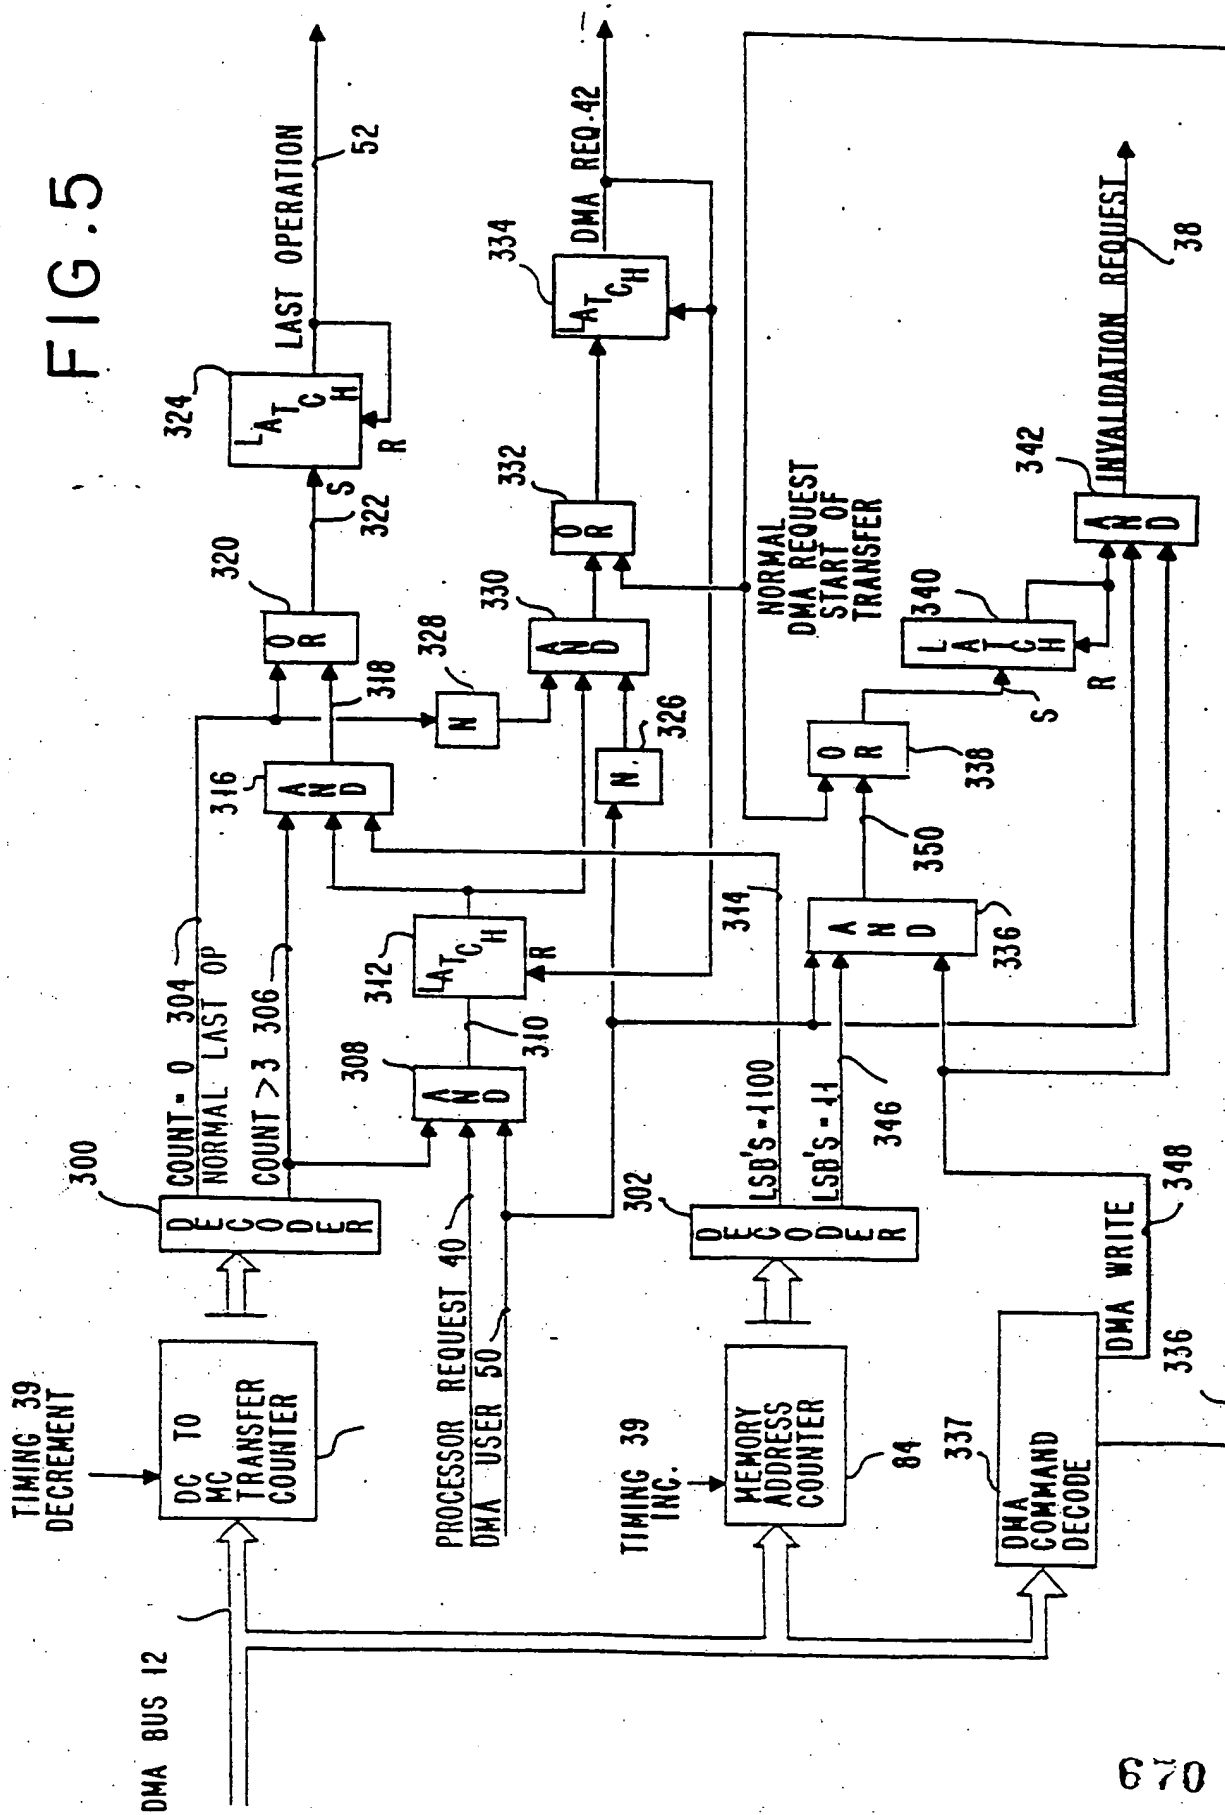 FIG.5
TIMING 39
DECREMENT
DMA BUS 12
DC TO
MC
TRANSFER
COUNTER
300
DECODER
COUNT=0 304
NORMAL LAST OP
COUNT>3 306
316
AND
318
320
OR
322
S
324
LATCH
R
LAST OPERATION
52
PROCESSOR REQUEST 40
DMA USER 50
308
AND
310
312
LATCH
R
328
N
326
N
330
AND
332
OR
334
LATCH
DMA REQ.42
TIMING 39
INC.
MEMORY
ADDRESS
COUNTER
84
302
DECODER
LSB'S=1100
314
LSB'S=11
346
AND
336
350
OR
338
NORMAL
DMA REQUEST
START OF
TRANSFER
340
LATCH
S
R
342
AND
INVALIDATION REQUEST
38
337
DMA
COMMAND
DECODE
DMA WRITE
348
336